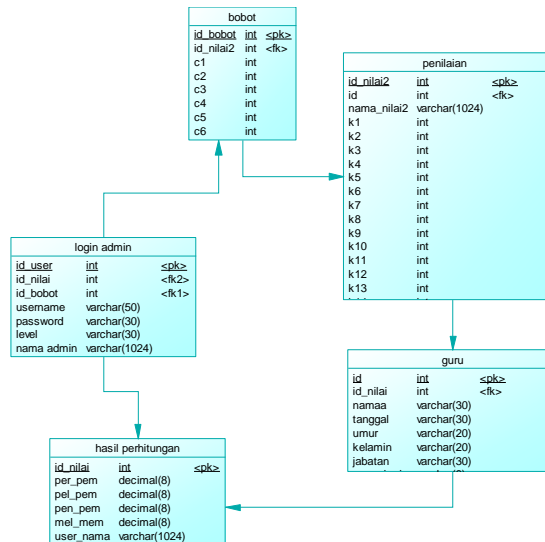 bobot
id_bobot int <pk>
id_nilai2 int <fk>
c1 int
c2 int
c3 int
c4 int
c5 int
c6 int
penilaian
id_nilai2 int <pk>
id int <fk>
nama_nilai2 varchar(1024)
k1 int
k2 int
k3 int
k4 int
k5 int
k6 int
k7 int
k8 int
k9 int
k10 int
k11 int
k12 int
k13 int
login admin
id_user int <pk>
id_nilai int <fk2>
id_bobot int <fk1>
username varchar(50)
password varchar(30)
level varchar(30)
nama admin varchar(1024)
guru
id int <pk>
id_nilai int <fk>
namaa varchar(30)
tanggal varchar(30)
umur varchar(20)
kelamin varchar(20)
jabatan varchar(30)
hasil perhitungan
id_nilai int <pk>
per_pem decimal(8)
pel_pem decimal(8)
pen_pem decimal(8)
mel_mem decimal(8)
user_nama varchar(1024)